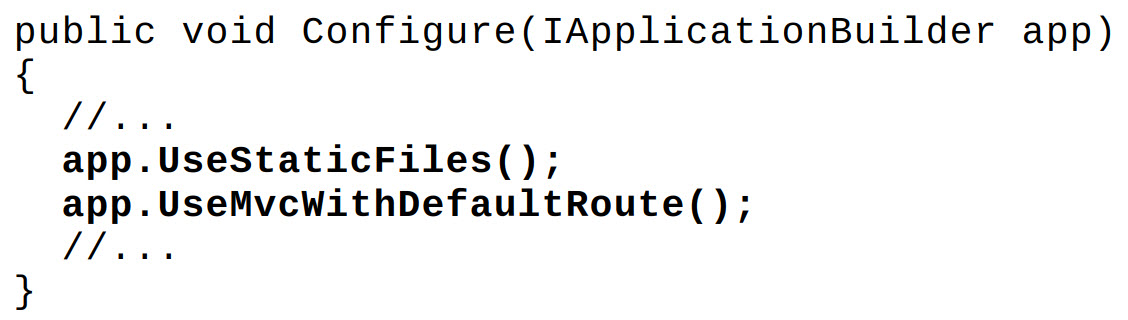 public void Configure(IApplicationBuilder app)
{
  //...
  app.UseStaticFiles();
  app.UseMvcWithDefaultRoute();
  //...
}